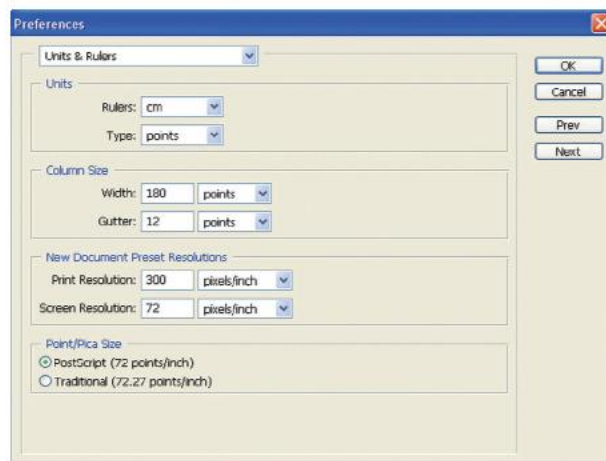 Preferences
Units & Rulers
OK
Cancel
Prev
Next
Units
Rulers: cm
Type: points
Column Size
Width: 180 points
Gutter: 12 points
New Document Preset Resolutions
Print Resolution: 300 pixels/inch
Screen Resolution: 72 pixels/inch
Point/Pica Size
PostScript (72 points/inch)
Traditional (72.27 points/inch)